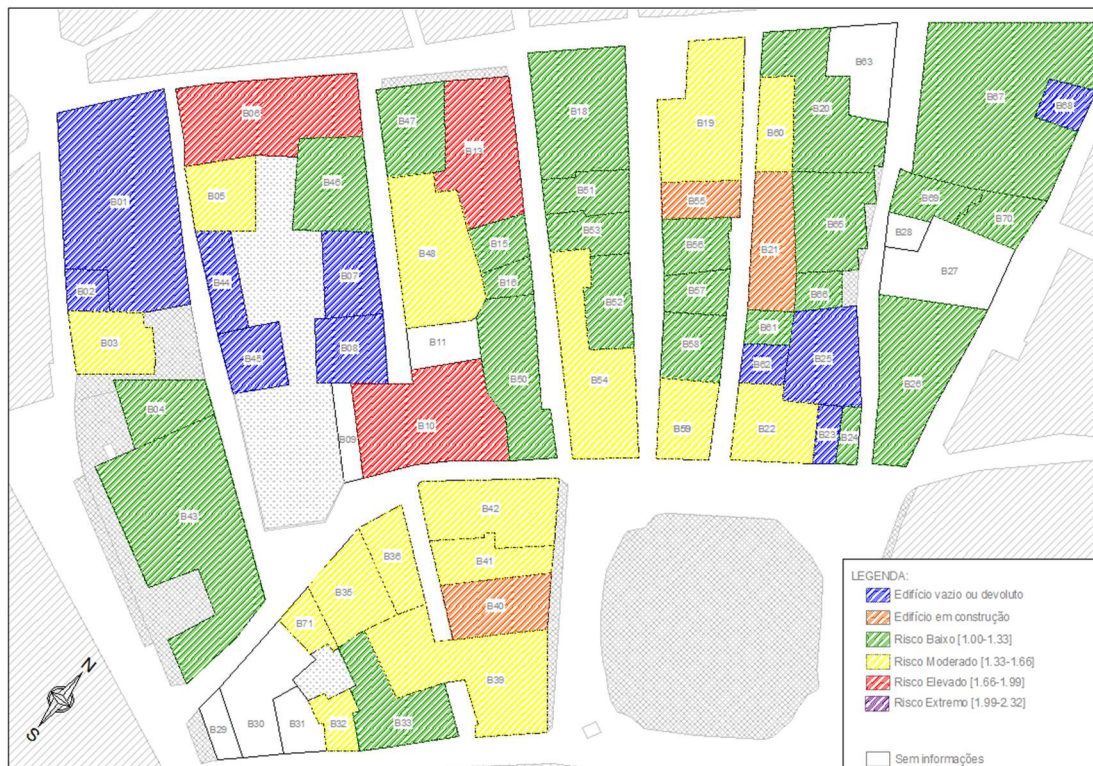 B63
B67
B68
B06
B47
B13
B18
B19
B60
B20
B01
B05
B46
B51
B69
B55
B70
B48
B15
B53
B65
B28
B56
B21
B27
B44
B07
B16
B52
B57
B66
B02
B03
B45
B08
B11
B58
B61
B62
B25
B26
B50
B54
B04
B09
B10
B59
B22
B23
B24
B43
B42
B36
B41
B35
B40
B71
B39
B29
B30
B31
B32
B33
N
S
LEGENDA:
Edifício vazio ou devoluto
Edifício em construção
Risco Baixo [1.00-1.33]
Risco Moderado [1.33-1.66]
Risco Elevado [1.66-1.99]
Risco Extremo [1.99-2.32]
Sem informações